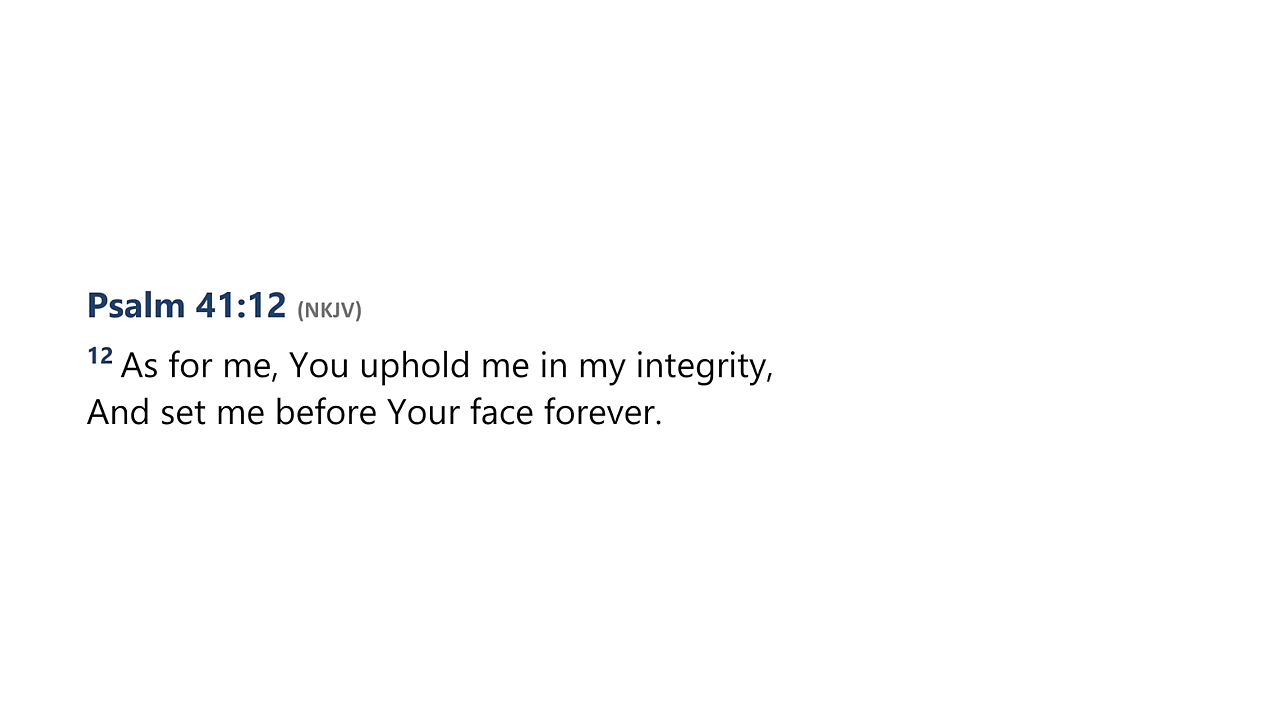 Psalm 41:12 (NKJV)
12 As for me, You uphold me in my integrity,
And set me before Your face forever.